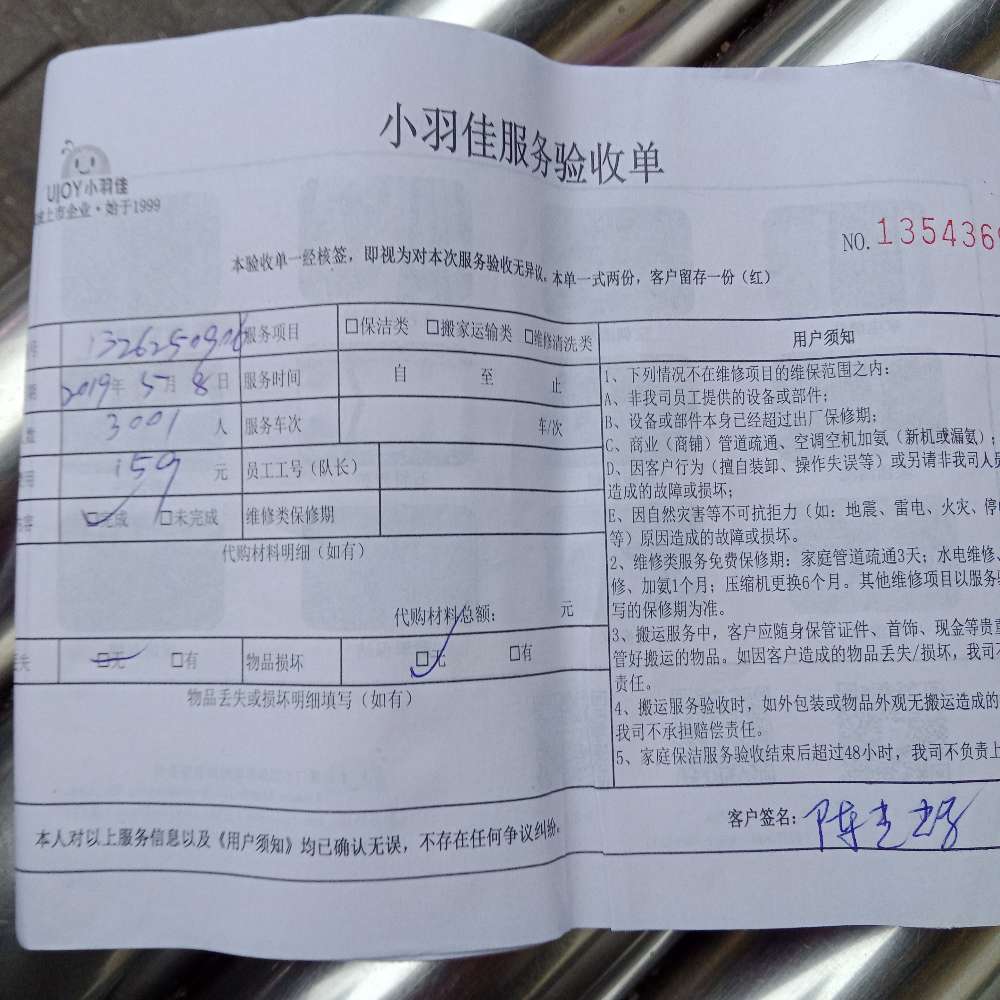 小羽佳服务验收单
UJOY小羽佳
上市企业·始于1999
NO. 135436
本验收单一经核签，即视为对本次服务验收无异议。本单一式两份，客户留存一份（红）
13262509206 服务项目 □保洁类 □搬家运输类 □维修清洗类
2019年 5月 8日 服务时间 自 至 止
3001 人 服务车次 车/次
159 元 员工工号（队长）
□完成 □未完成 维修类保修期
代购材料明细（如有）
代购材料总额： 元
□无 □有 物品损坏 □无 □有
物品丢失或损坏明细填写（如有）
用户须知
1、下列情况不在维修项目的维保范围之内：
A、非我司员工提供的设备或部件；
B、设备或部件本身已经超过出厂保修期；
C、商业（商铺）管道疏通、空调空机加氨（新机或漏氨）；
D、因客户行为（擅自装卸、操作失误等）或另请非我司人员
造成的故障或损坏；
E、因自然灾害等不可抗拒力（如：地震、雷电、火灾、停
等）原因造成的故障或损坏。
2、维修类服务免费保修期：家庭管道疏通3天；水电维修、
修、加氨1个月；压缩机更换6个月。其他维修项目以服务
写的保修期为准。
3、搬运服务中，客户应随身保管证件、首饰、现金等贵重
管好搬运的物品。如因客户造成的物品丢失/损坏，我司不
责任。
4、搬运服务验收时，如外包装或物品外观无搬运造成的
我司不承担赔偿责任。
5、家庭保洁服务验收结束后超过48小时，我司不负责上
本人对以上服务信息以及《用户须知》均已确认无误，不存在任何争议纠纷。
客户签名：陈